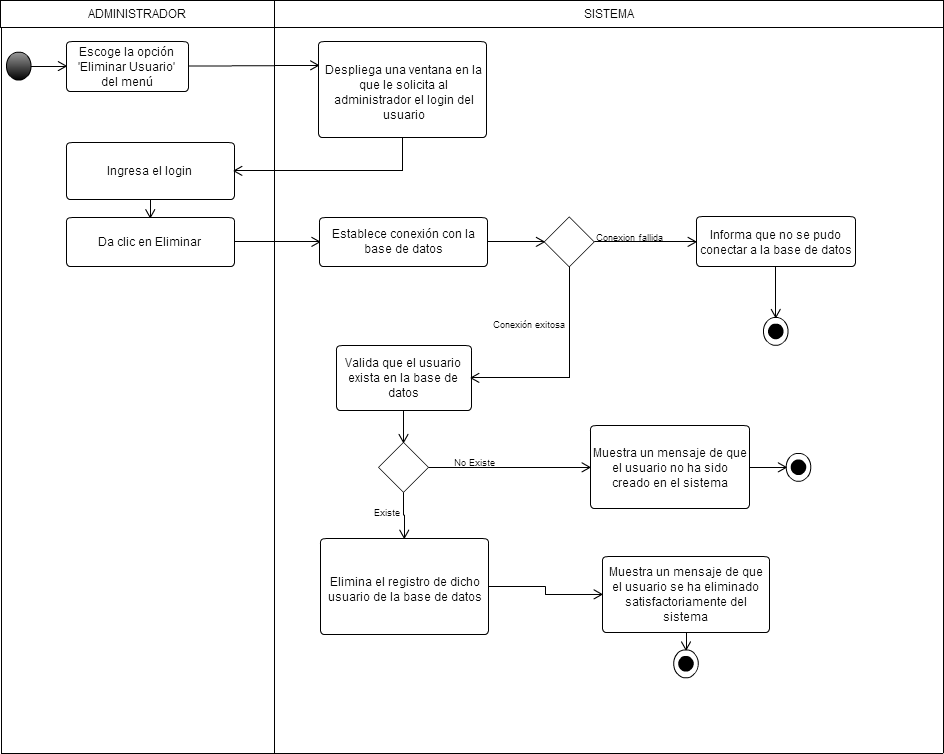 ADMINISTRADOR
SISTEMA
Escoge la opción
'Eliminar Usuario'
del menú
Despliega una ventana en la
que le solicita al
administrador el login del
usuario
Ingresa el login
Da clic en Eliminar
Establece conexión con la
base de datos
Conexion fallida
Informa que no se pudo
conectar a la base de datos
Conexión exitosa
Valida que el usuario
exista en la base de
datos
No Existe
Muestra un mensaje de que
el usuario no ha sido
creado en el sistema
Existe
Elimina el registro de dicho
usuario de la base de datos
Muestra un mensaje de que
el usuario se ha eliminado
satisfactoriamente del
sistema